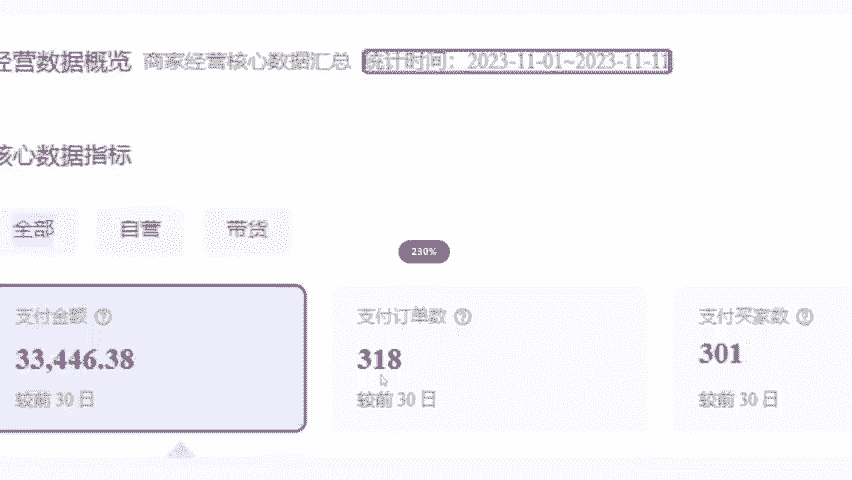 经营数据概览 商家经营核心数据汇总 统计时间：2023-11-01~2023-11-11
核心数据指标
全部 自营 带货
230%
支付金额 支付订单数 支付买家数
33,446.38 318 301
较前 30 日 较前 30 日 较前 30 日